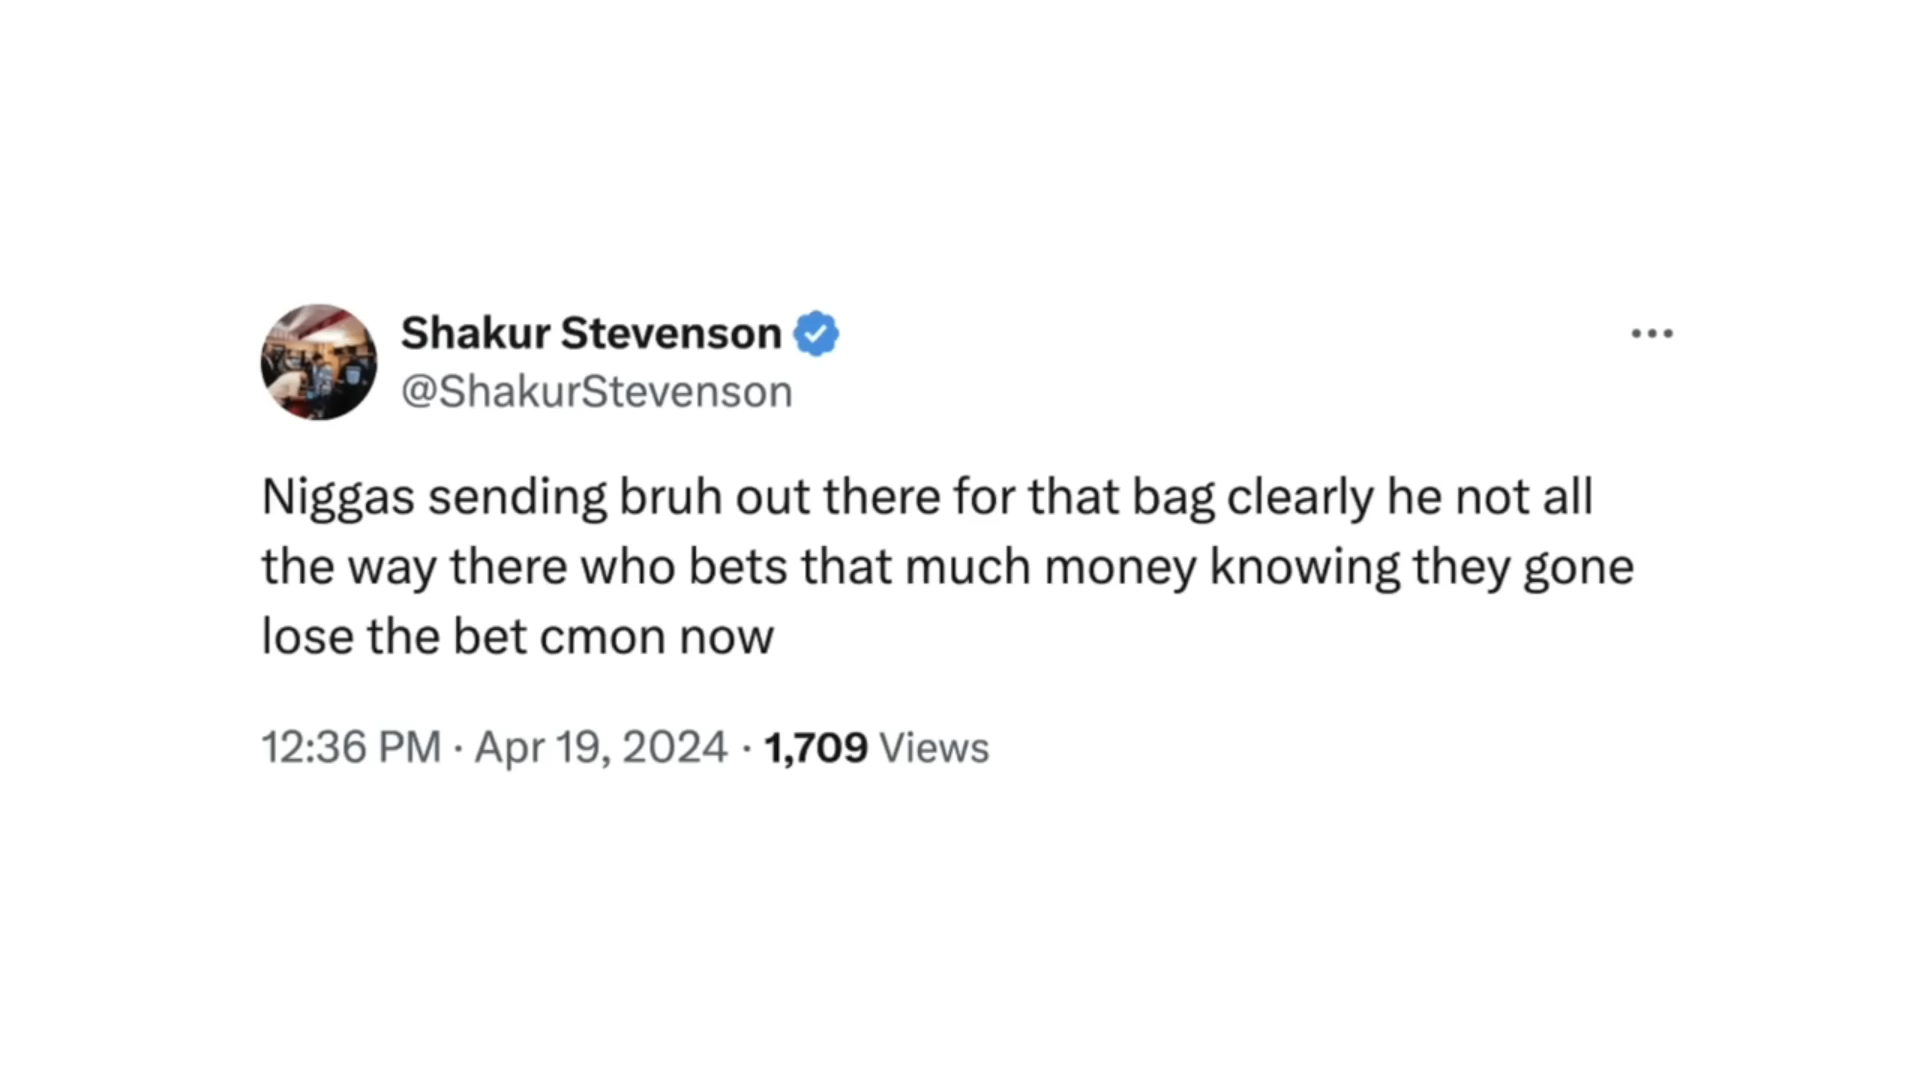 Shakur Stevenson
@ShakurStevenson
Niggas sending bruh out there for that bag clearly he not all
the way there who bets that much money knowing they gone
lose the bet cmon now
12:36 PM · Apr 19, 2024 · 1,709 Views